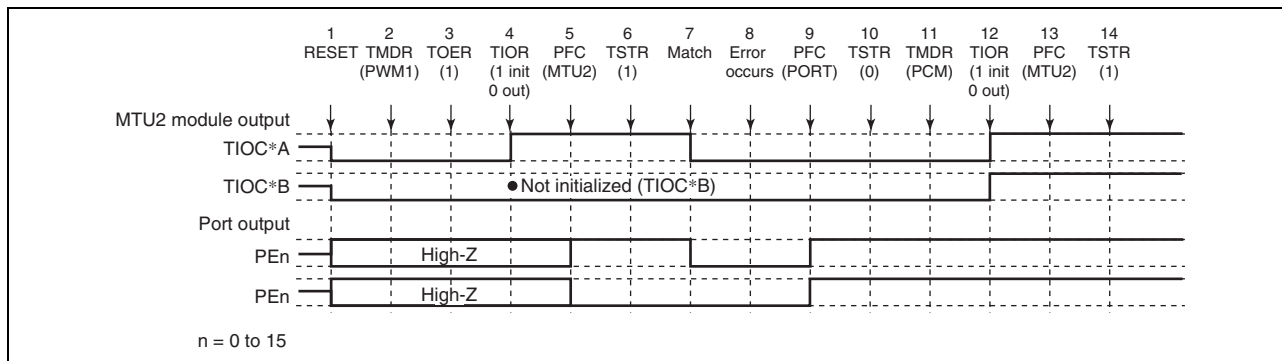 1 2 3 4 5 6 7 8 9 10 11 12 13 14
RESET TMDR TOER TIOR PFC TSTR Match Error PFC TSTR TMDR TIOR PFC TSTR
(PWM1) (1) (1 init (MTU2) (1) occurs (PORT) (0) (PCM) (1 init (MTU2) (1)
0 out) 0 out)
MTU2 module output
TIOC*A
TIOC*B ●Not initialized (TIOC*B)
Port output
PEn High-Z
PEn High-Z
n = 0 to 15